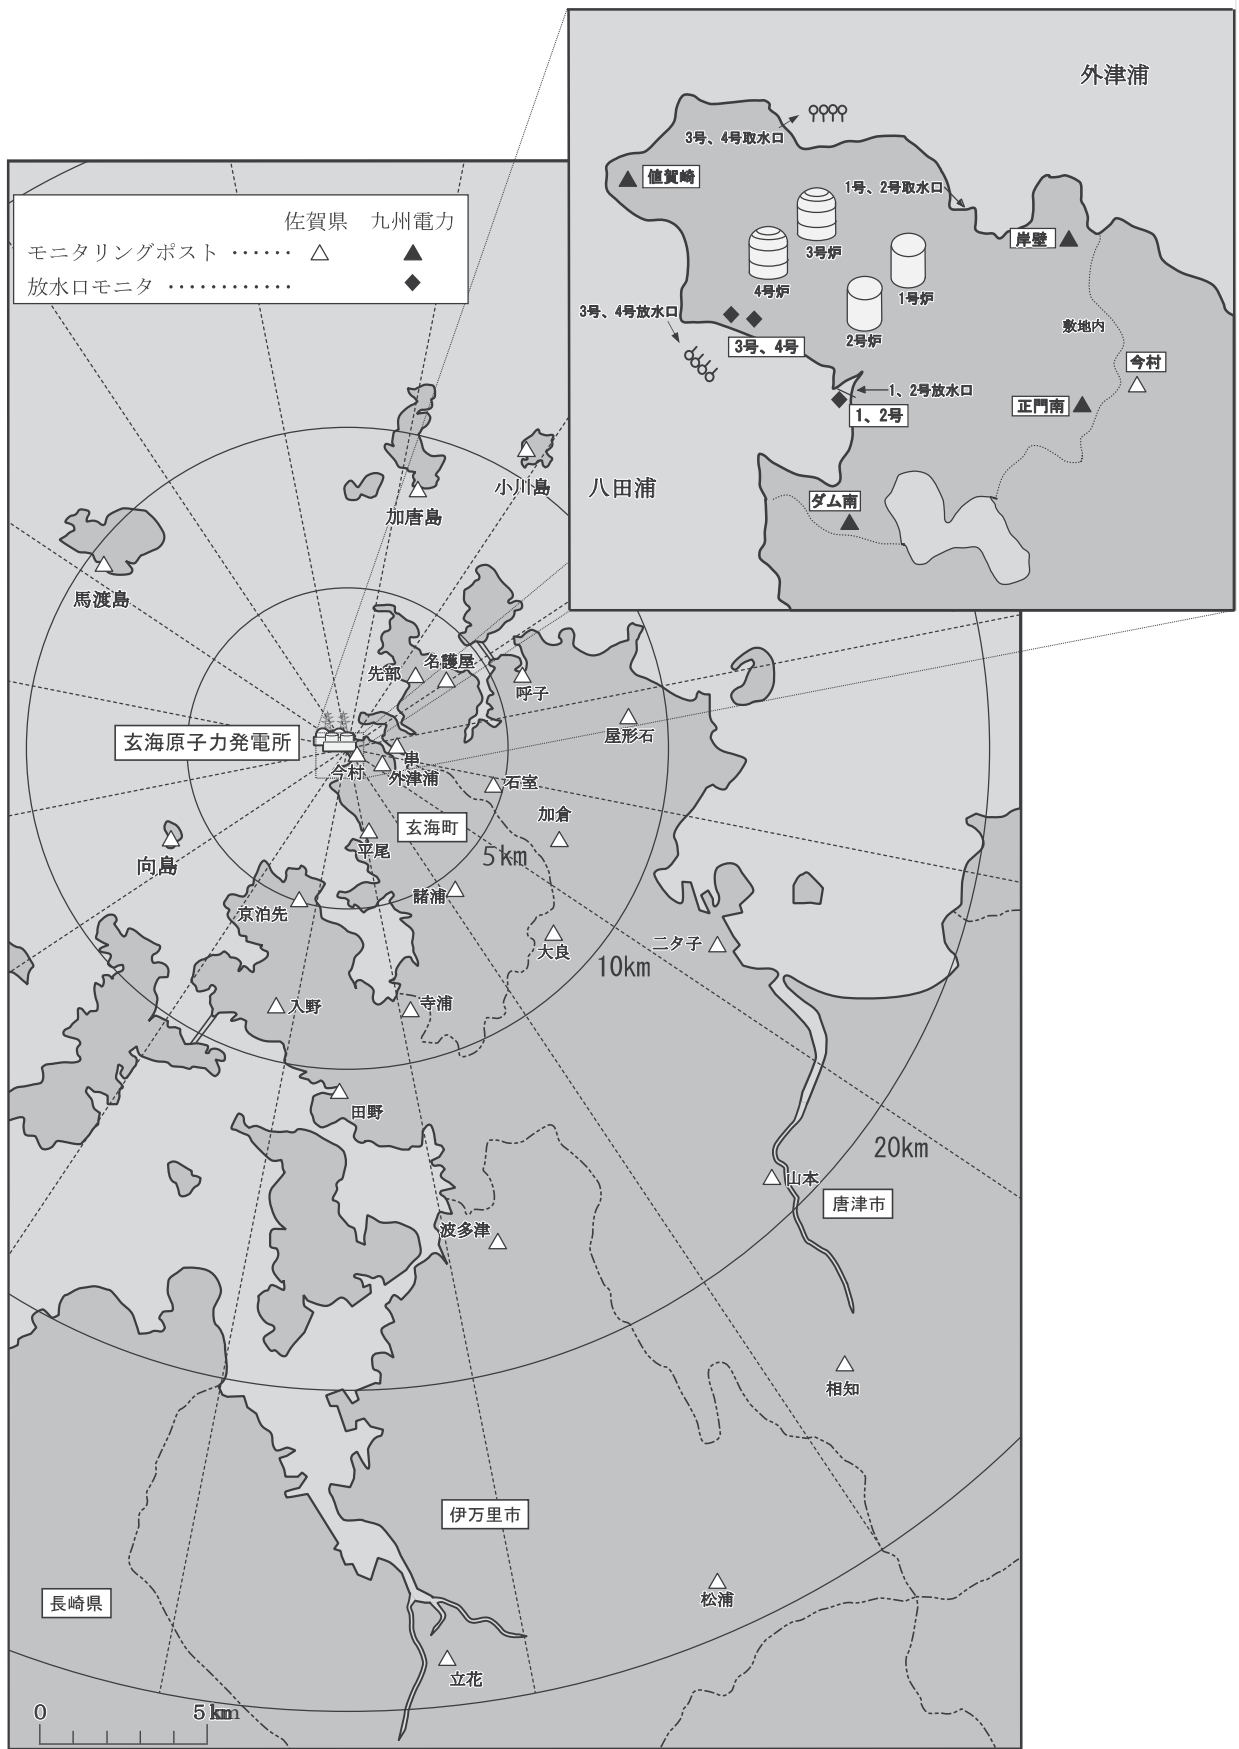 外津浦
3号、4号取水口
値賀崎
1号、2号取水口
岸壁
3号炉
4号炉
1号炉
2号炉
敷地内
3号、4号放水口
3号、4号
今村
1、2号放水口
1、2号
正門南
八田浦
ダム南
佐賀県 九州電力
モニタリングポスト ‥‥‥ △ ▲
放水口モニタ ‥‥‥‥‥‥ ◆
小川島
加唐島
馬渡島
先部
名護屋
呼子
屋形石
玄海原子力発電所
串
今村
外津浦
石室
加倉
玄海町
平尾
5km
向島
諸浦
京泊先
大良
二タ子
10km
入野
寺浦
田野
20km
山本
唐津市
波多津
相知
伊万里市
松浦
長崎県
立花
0 5km